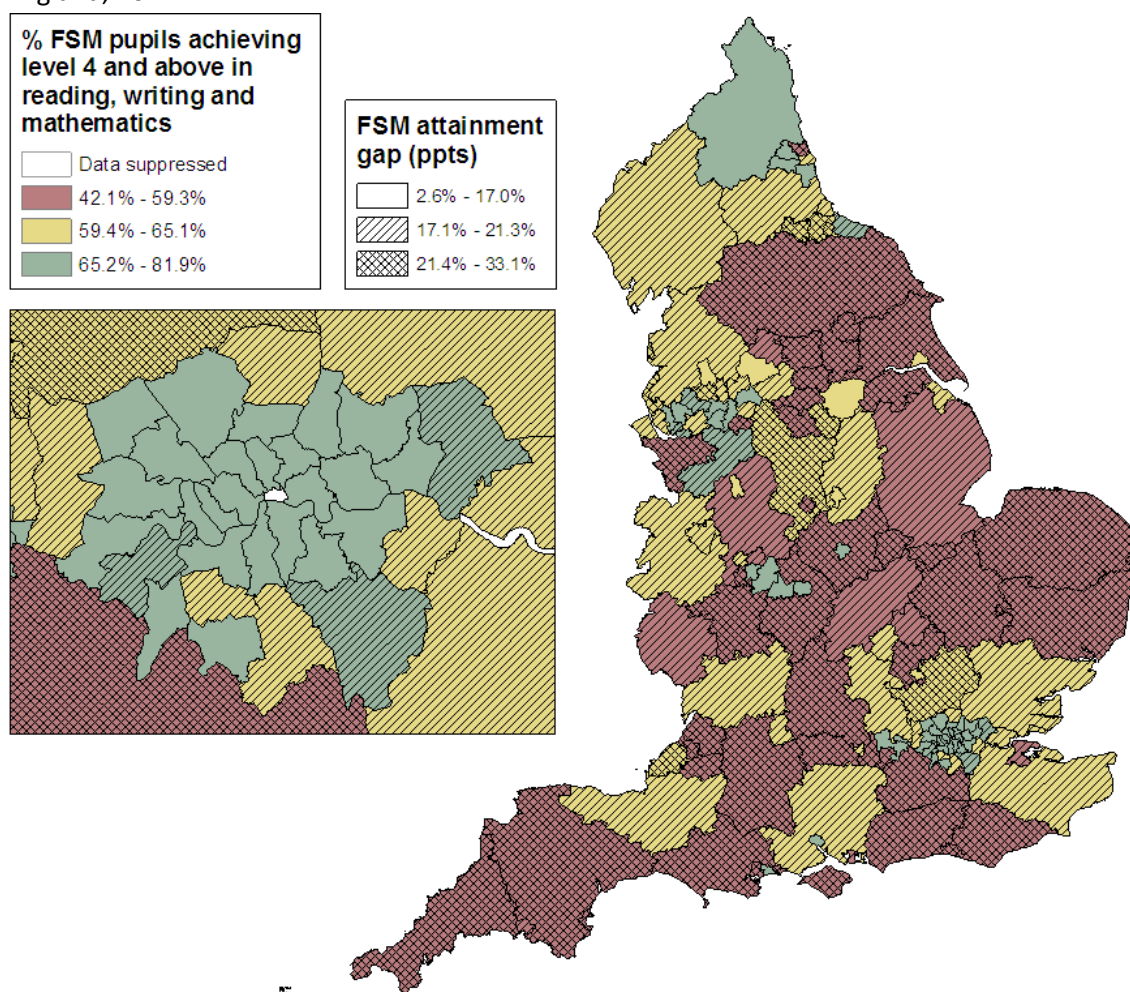 % FSM pupils achieving
level 4 and above in
reading, writing and
mathematics
Data suppressed
42.1% - 59.3%
59.4% - 65.1%
65.2% - 81.9%
FSM attainment
gap (ppts)
2.6% - 17.0%
17.1% - 21.3%
21.4% - 33.1%